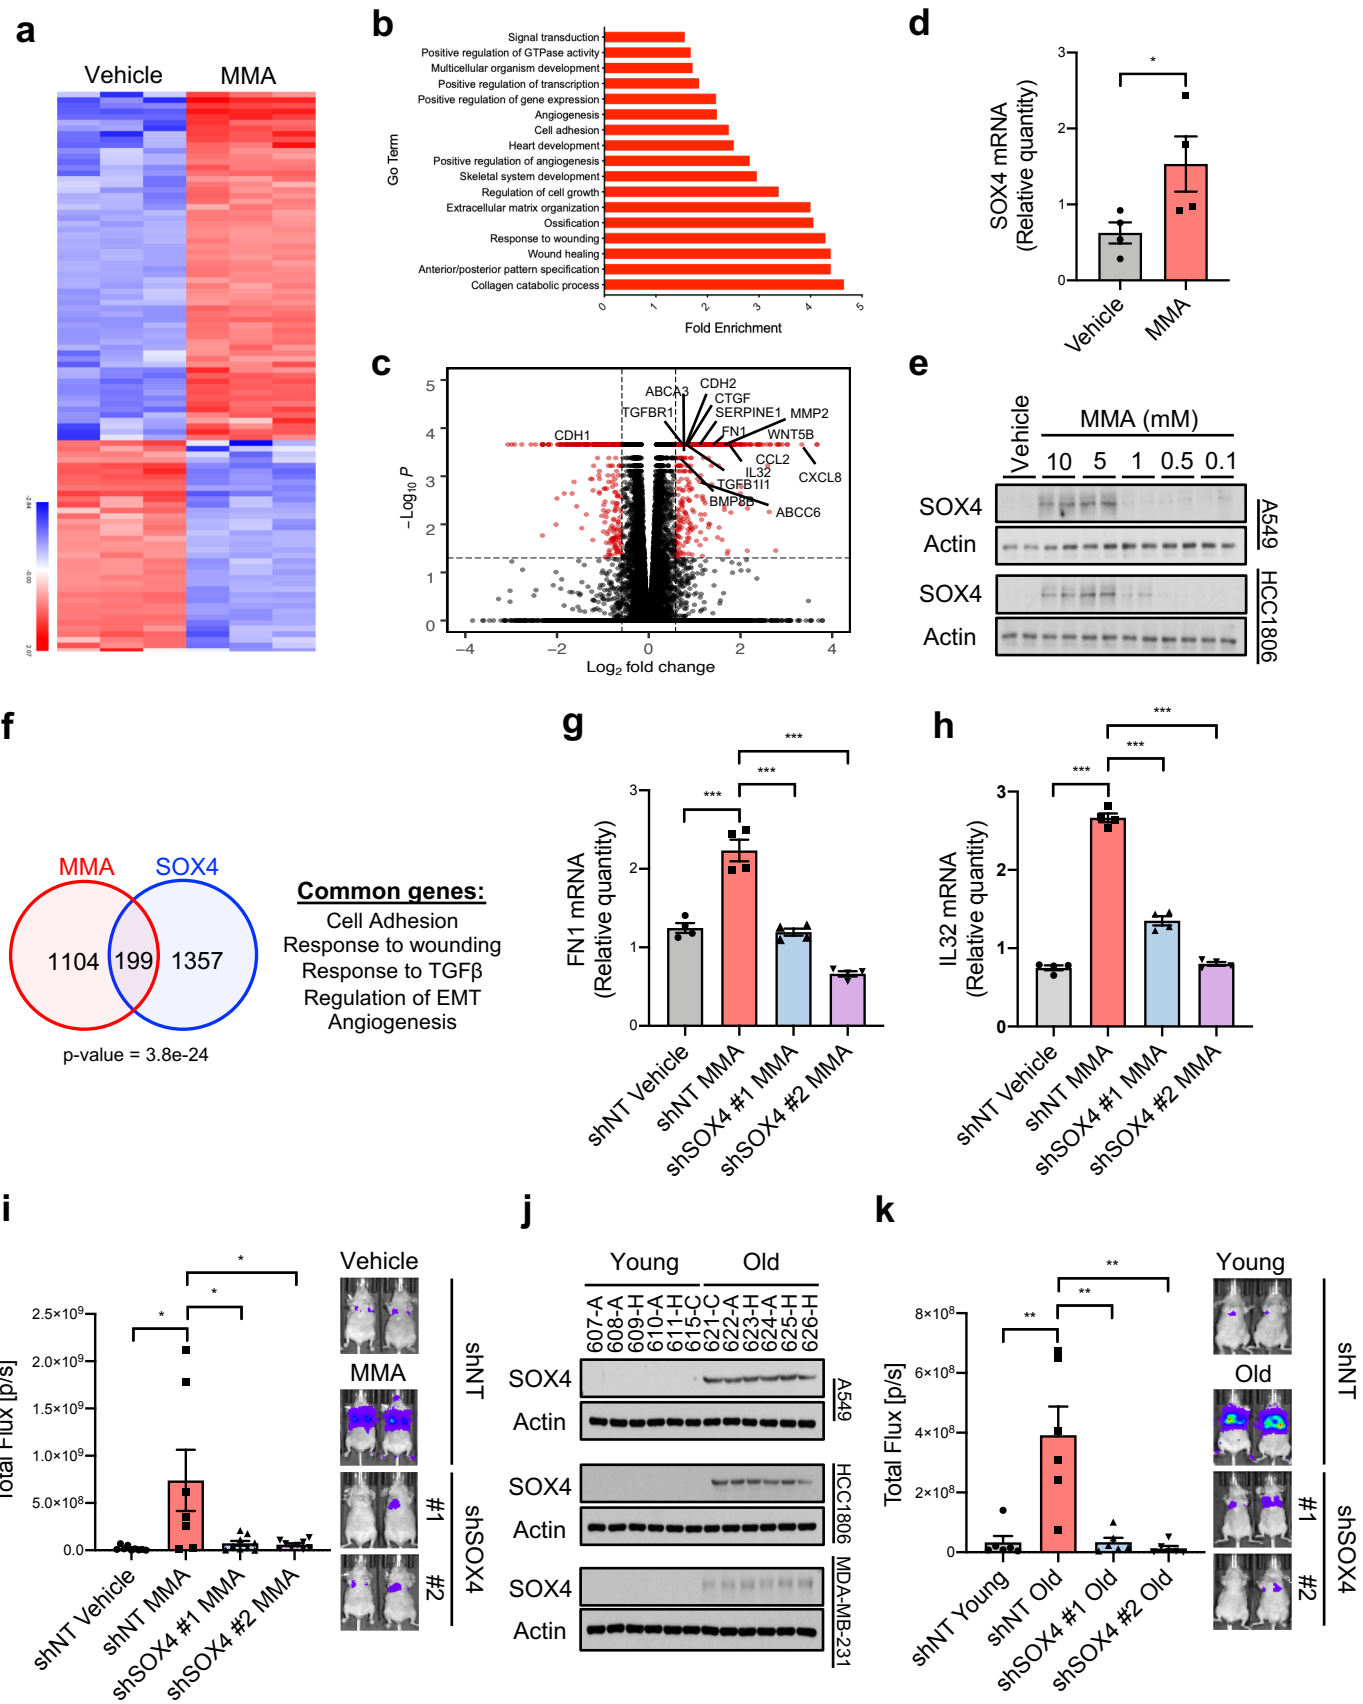 a
Vehicle
MMA
-2.84
-0.00
2.07
b
Go Term
Signal transduction
Positive regulation of GTPase activity
Multicellular organism development
Positive regulation of transcription
Positive regulation of gene expression
Angiogenesis
Cell adhesion
Heart development
Positive regulation of angiogenesis
Skeletal system development
Regulation of cell growth
Extracellular matrix organization
Ossification
Response to wounding
Wound healing
Anterior/posterior pattern specification
Collagen catabolic process
0 1 2 3 4 5
Fold Enrichment
c
−Log10 P
5
4
3
2
1
0
CDH1
TGFBR1
ABCA3
CDH2
CTGF
SERPINE1
FN1
MMP2
WNT5B
CCL2
CXCL8
IL32
TGFB1I1
BMP8B
ABCC6
−4 −2 0 2 4
Log2 fold change
d
SOX4 mRNA
(Relative quantity)
3
2
1
0
*
Vehicle
MMA
e
Vehicle
MMA (mM)
10 5 1 0.5 0.1
SOX4
Actin
A549
SOX4
Actin
HCC1806
f
MMA
SOX4
1104 199 1357
p-value = 3.8e-24
Common genes:
Cell Adhesion
Response to wounding
Response to TGFβ
Regulation of EMT
Angiogenesis
g
FN1 mRNA
(Relative quantity)
3
2
1
0
***
***
***
shNT Vehicle
shNT MMA
shSOX4 #1 MMA
shSOX4 #2 MMA
h
IL32 mRNA
(Relative quantity)
3
2
1
0
***
***
***
shNT Vehicle
shNT MMA
shSOX4 #1 MMA
shSOX4 #2 MMA
i
Total Flux [p/s]
2.5×10⁹
2.0×10⁹
1.5×10⁹
1.0×10⁹
5.0×10⁸
0.0
*
*
*
shNT Vehicle
shNT MMA
shSOX4 #1 MMA
shSOX4 #2 MMA
Vehicle
MMA
shNT
#1
#2
shSOX4
j
Young
Old
607-A
608-A
609-H
610-A
611-H
615-C
621-C
622-A
623-H
624-A
625-H
626-H
SOX4
Actin
A549
SOX4
Actin
HCC1806
SOX4
Actin
MDA-MB-231
k
Total Flux [p/s]
8×10⁸
6×10⁸
4×10⁸
2×10⁸
0
**
**
**
shNT Young
shNT Old
shSOX4 #1 Old
shSOX4 #2 Old
Young
Old
shNT
#1
#2
shSOX4